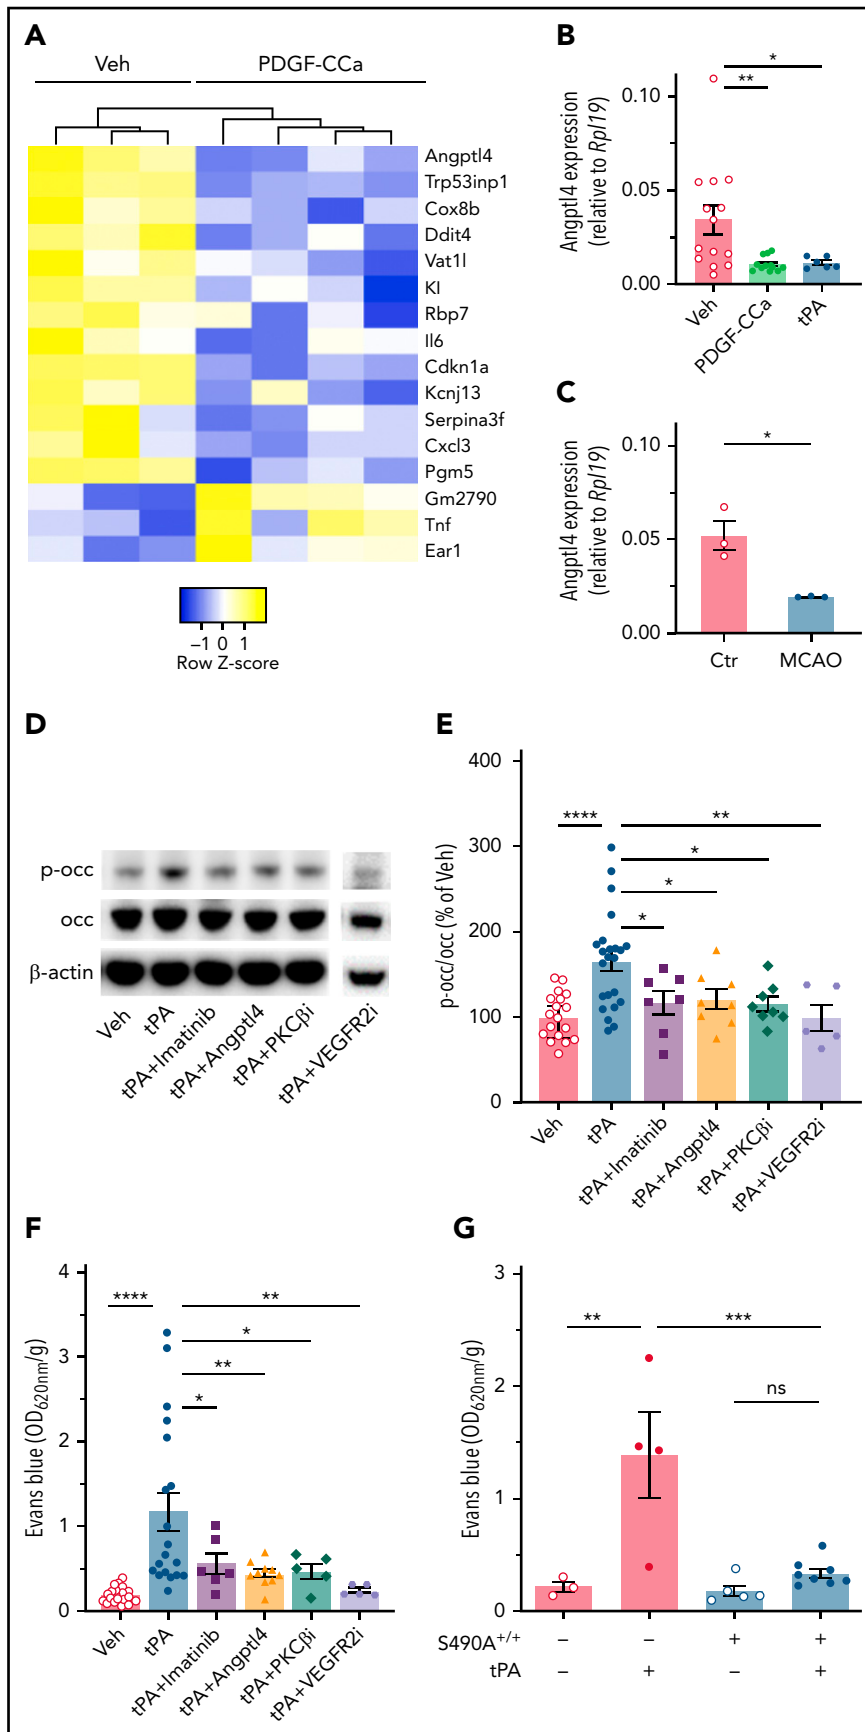 A
Veh
PDGF-CCa
Angptl4
Trp53inp1
Cox8b
Ddit4
Vat1l
Kl
Rbp7
Il6
Cdkn1a
Kcnj13
Serpina3f
Cxcl3
Pgm5
Gm2790
Tnf
Ear1
–1 0 1
Row Z-score
B
Angptl4 expression
(relative to Rpl19)
0.10
0.05
0.00
*
**
Veh
PDGF-CCa
tPA
C
Angptl4 expression
(relative to Rpl19)
0.10
0.05
0.00
*
Ctr
MCAO
D
p-occ
occ
β-actin
Veh
tPA
tPA+Imatinib
tPA+Angptl4
tPA+PKCβi
tPA+VEGFR2i
E
p-occ/occ (% of Veh)
400
300
200
100
0
****
**
*
*
*
Veh
tPA
tPA+Imatinib
tPA+Angptl4
tPA+PKCβi
tPA+VEGFR2i
F
Evans blue (OD620nm/g)
4
3
2
1
0
****
**
*
**
*
Veh
tPA
tPA+Imatinib
tPA+Angptl4
tPA+PKCβi
tPA+VEGFR2i
G
Evans blue (OD620nm/g)
3
2
1
0
**
***
ns
S490A+/+ – – + +
tPA – + – +